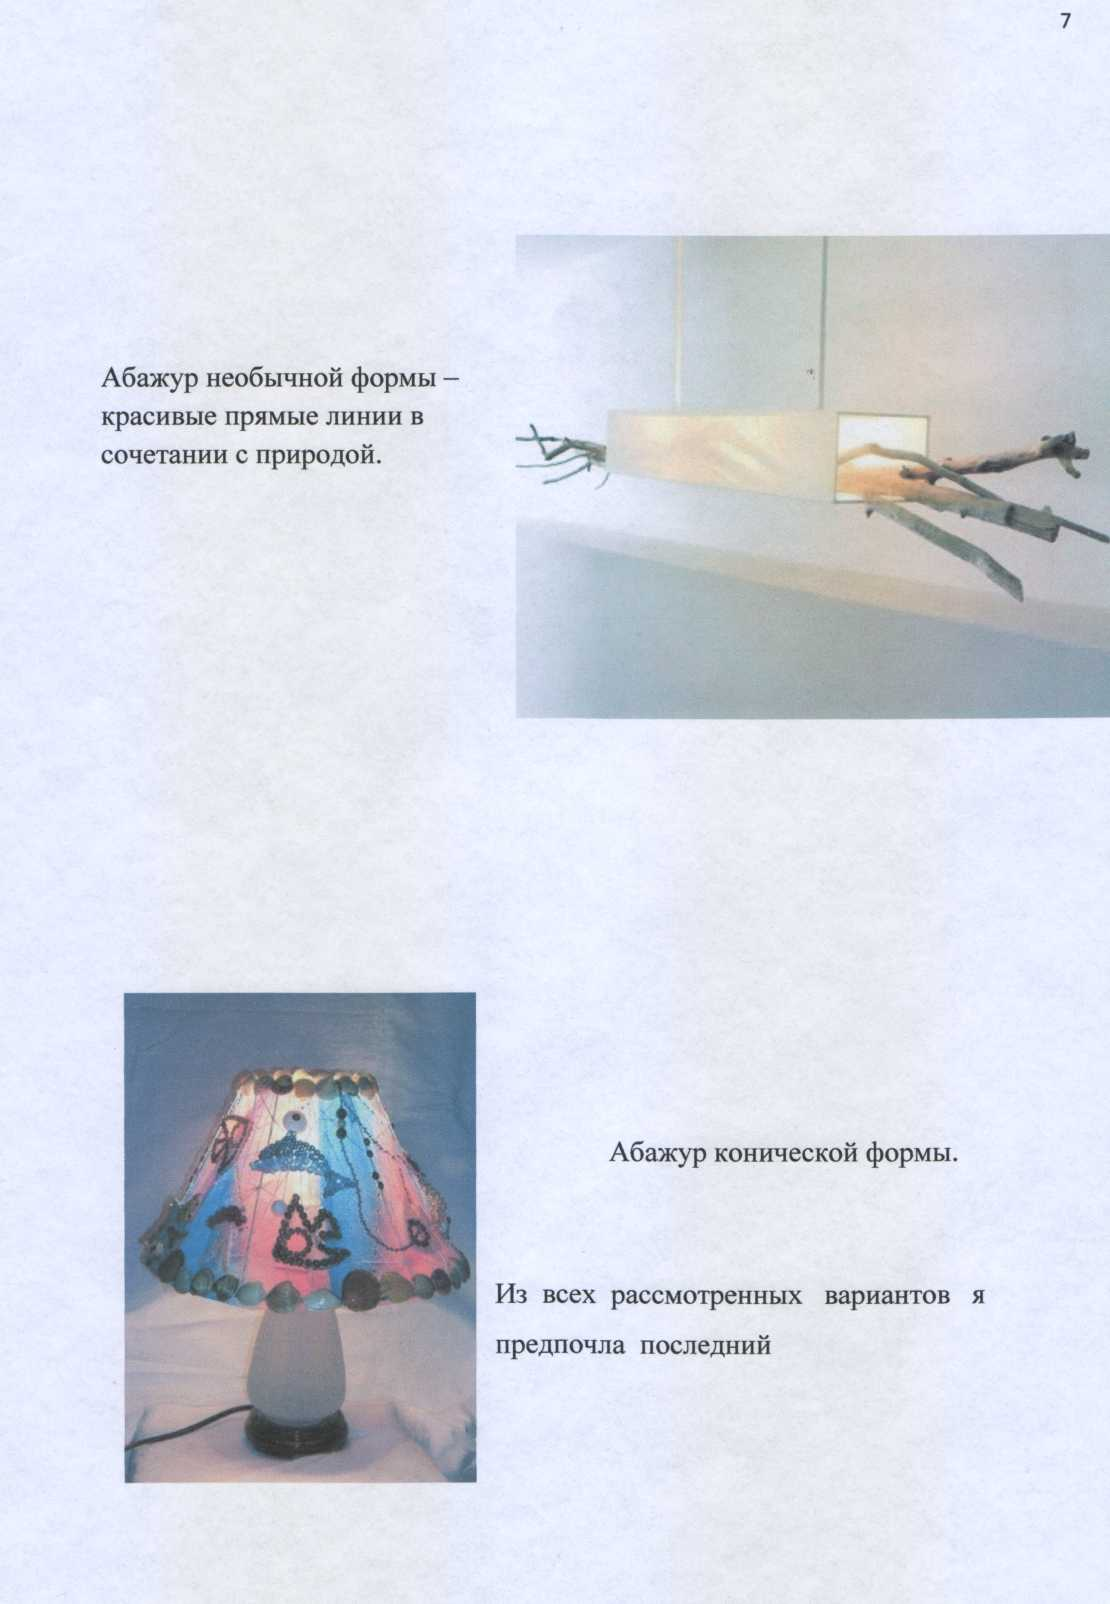 7
Абажур необычной формы –
красивые прямые линии в
сочетании с природой.
Абажур конической формы.
Из всех рассмотренных вариантов я
предпочла последний